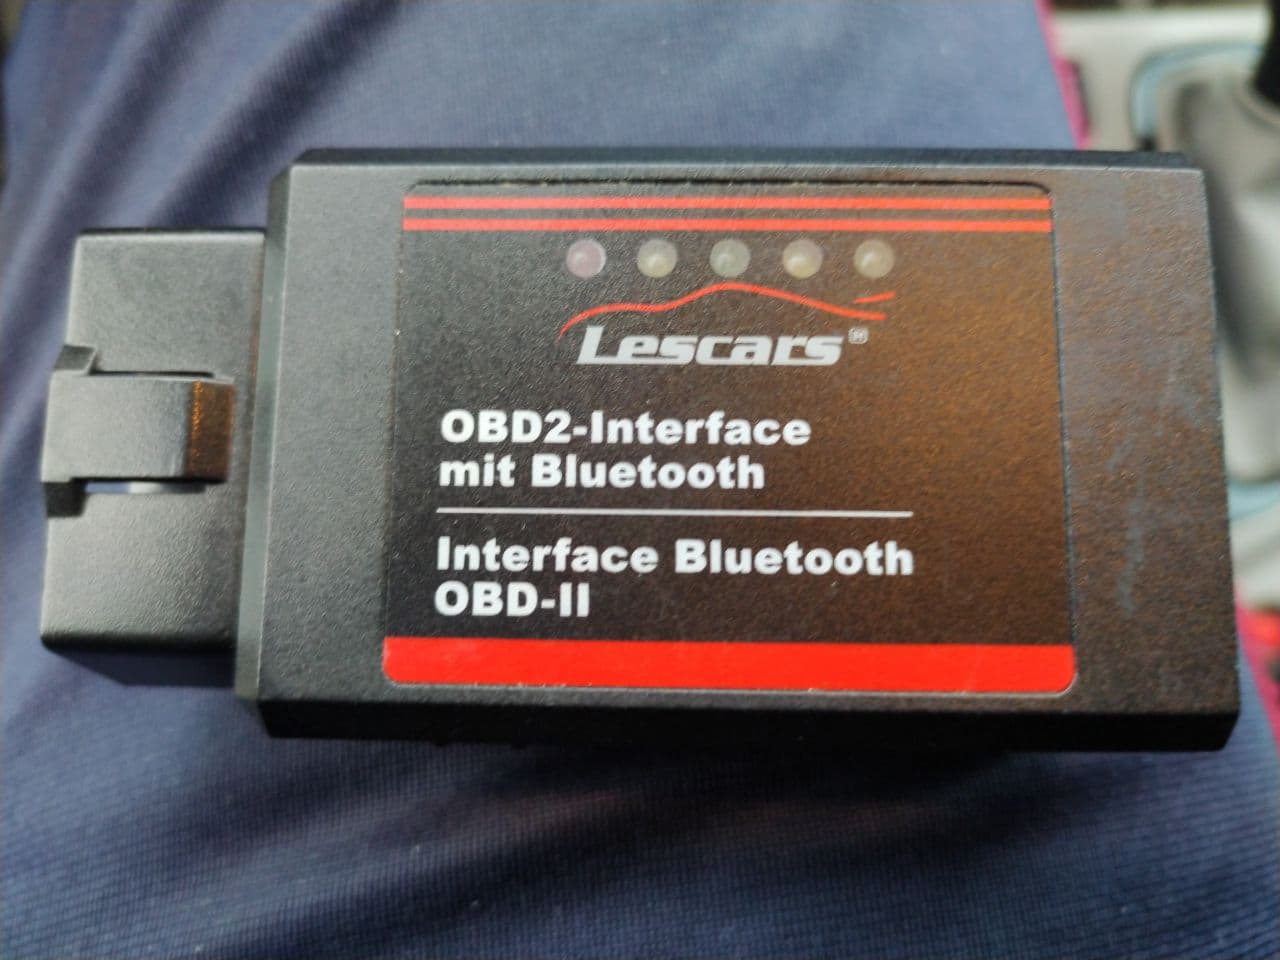 Lescars®
OBD2-Interface
mit Bluetooth
Interface Bluetooth
OBD-II